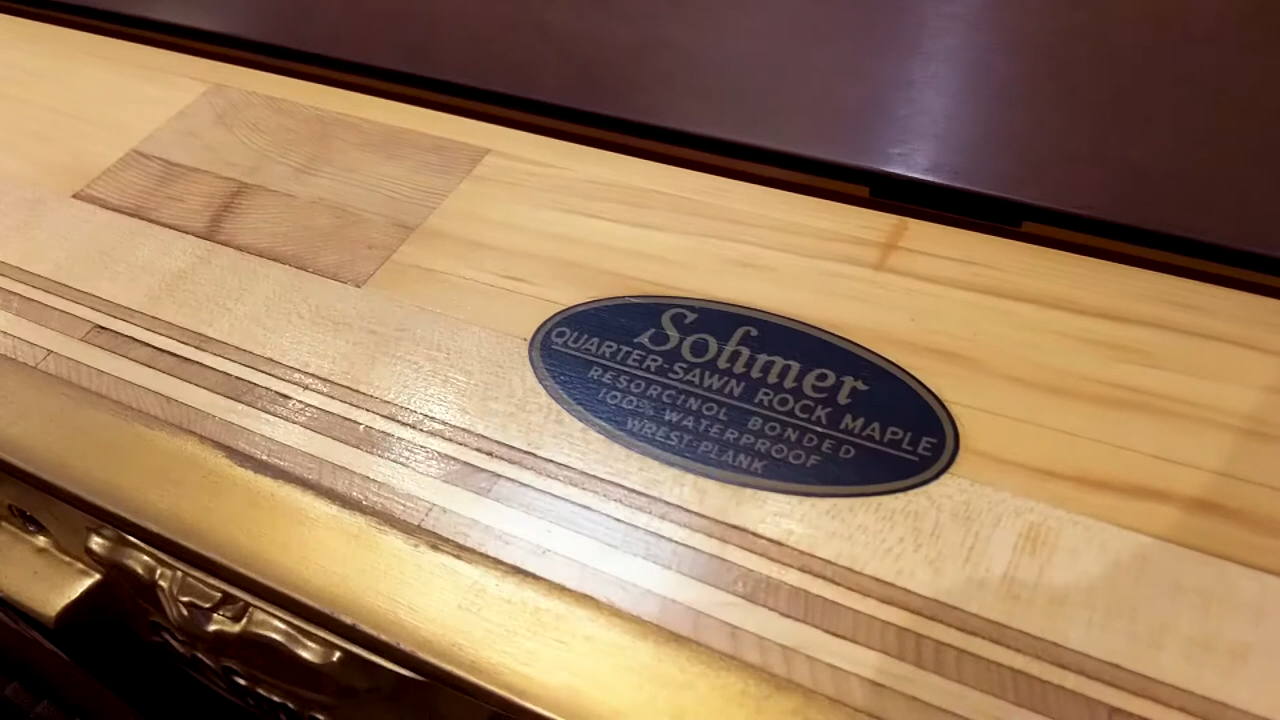 Sohmer
QUARTER-SAWN ROCK MAPLE
RESORCINOL BONDED
100% WATERPROOF
WREST-PLANK